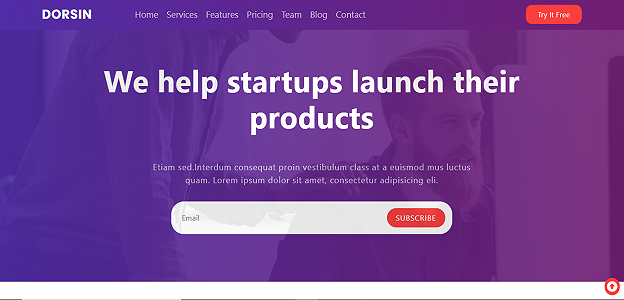 DORSIN Home Services Features Pricing Team Blog Contact Try It Free
We help startups launch their
products
Etiam sed.Interdum consequat proin vestibulum class at a euismod mus luctus
quam. Lorem ipsum dolor sit amet, consectetur adipisicing eli.
Email SUBSCRIBE